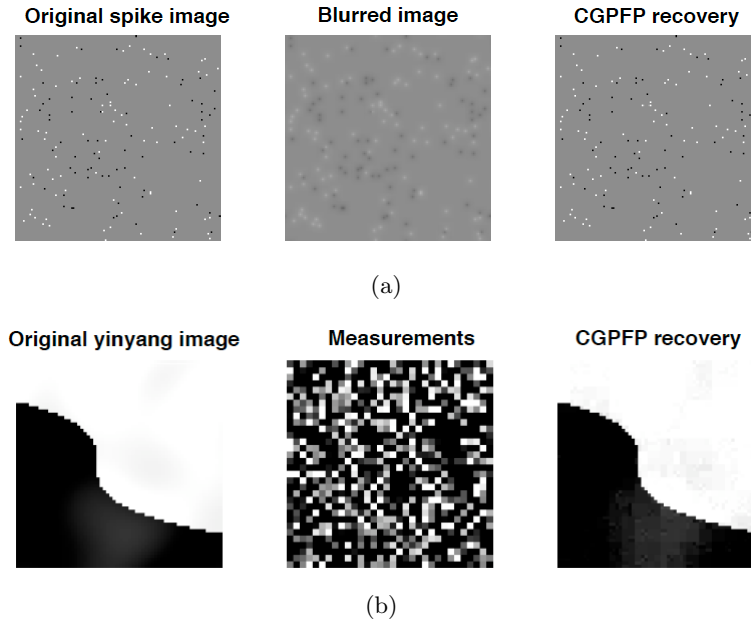 Original spike image
Blurred image
CGPFP recovery
(a)
Original yinyang image
Measurements
CGPFP recovery
(b)